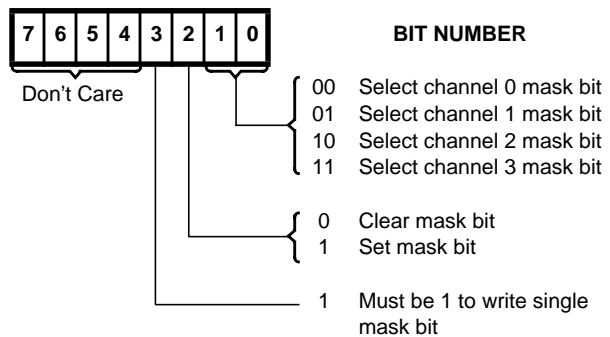 7 6 5 4 3 2 1 0 BIT NUMBER
Don't Care
00 Select channel 0 mask bit
01 Select channel 1 mask bit
10 Select channel 2 mask bit
11 Select channel 3 mask bit
0 Clear mask bit
1 Set mask bit
1 Must be 1 to write single
mask bit